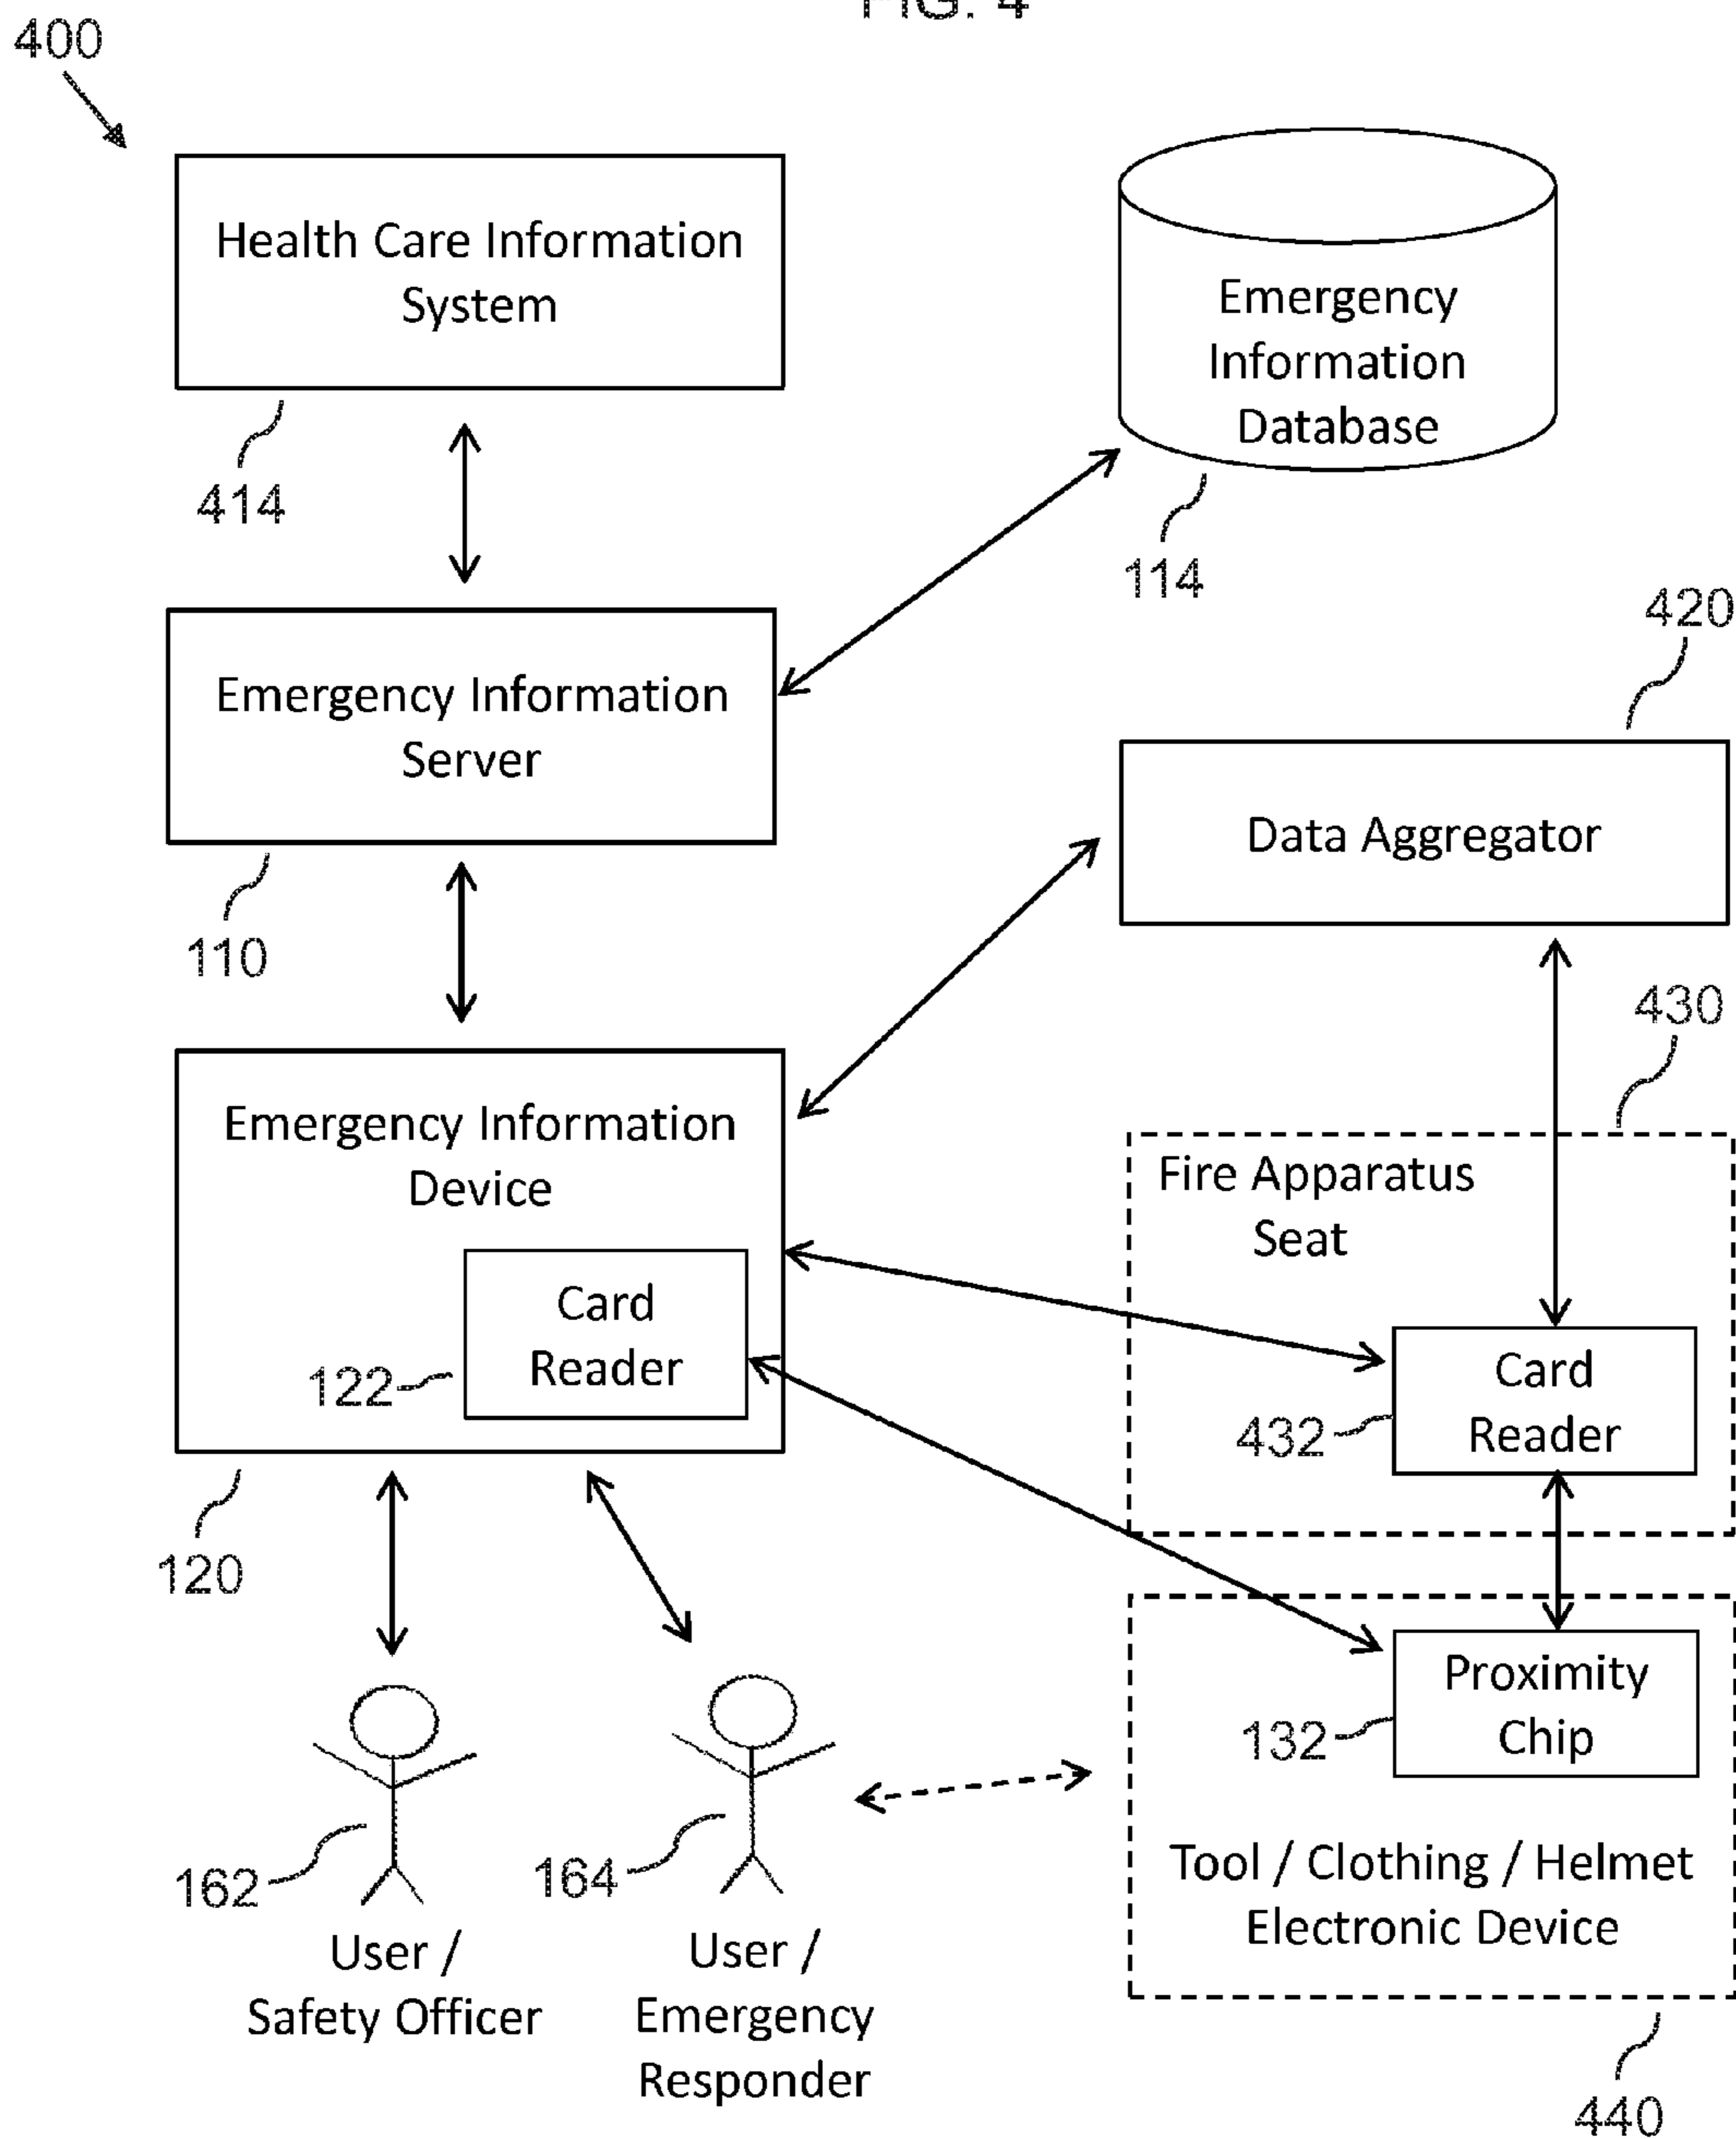 FIG. 4
400
Health Care Information
System
414
Emergency
Information
Database
114
Emergency Information
Server
110
420
Data Aggregator
430
Emergency Information
Device
Card
Reader
122
120
Fire Apparatus
Seat
Card
Reader
432
Proximity
Chip
132
Tool / Clothing / Helmet
Electronic Device
440
162
User /
Safety Officer
164
User /
Emergency
Responder